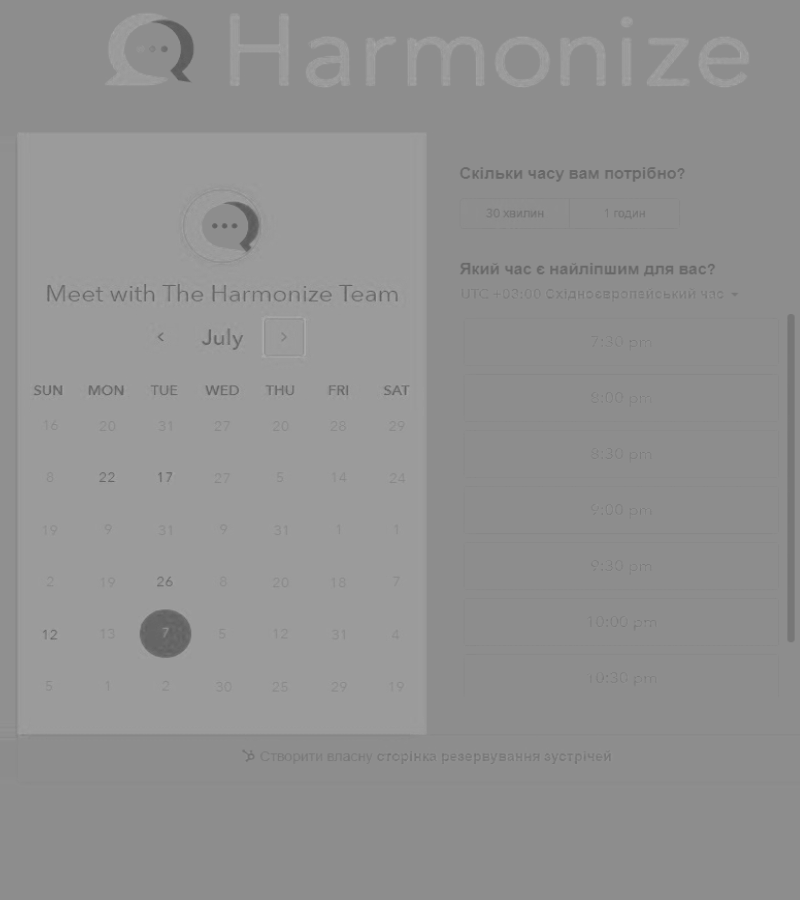 Harmonize
Meet with The Harmonize Team
July
SUN MON TUE WED THU FRI SAT
16 20 31 27 20 28 29
8 22 17 27 5 14 24
19 9 31 9 31 1 1
2 19 26 8 20 18 7
12 13 7 5 12 31 4
5 1 2 30 25 29 19
Скільки часу вам потрібно?
30 хвилин 1 годин
Який час є найліпшим для вас?
UTC +03:00 Східноєвропейський час
7:30 pm
8:00 pm
8:30 pm
9:00 pm
9:30 pm
10:00 pm
10:30 pm
Створити власну сторінка резервування зустрічей